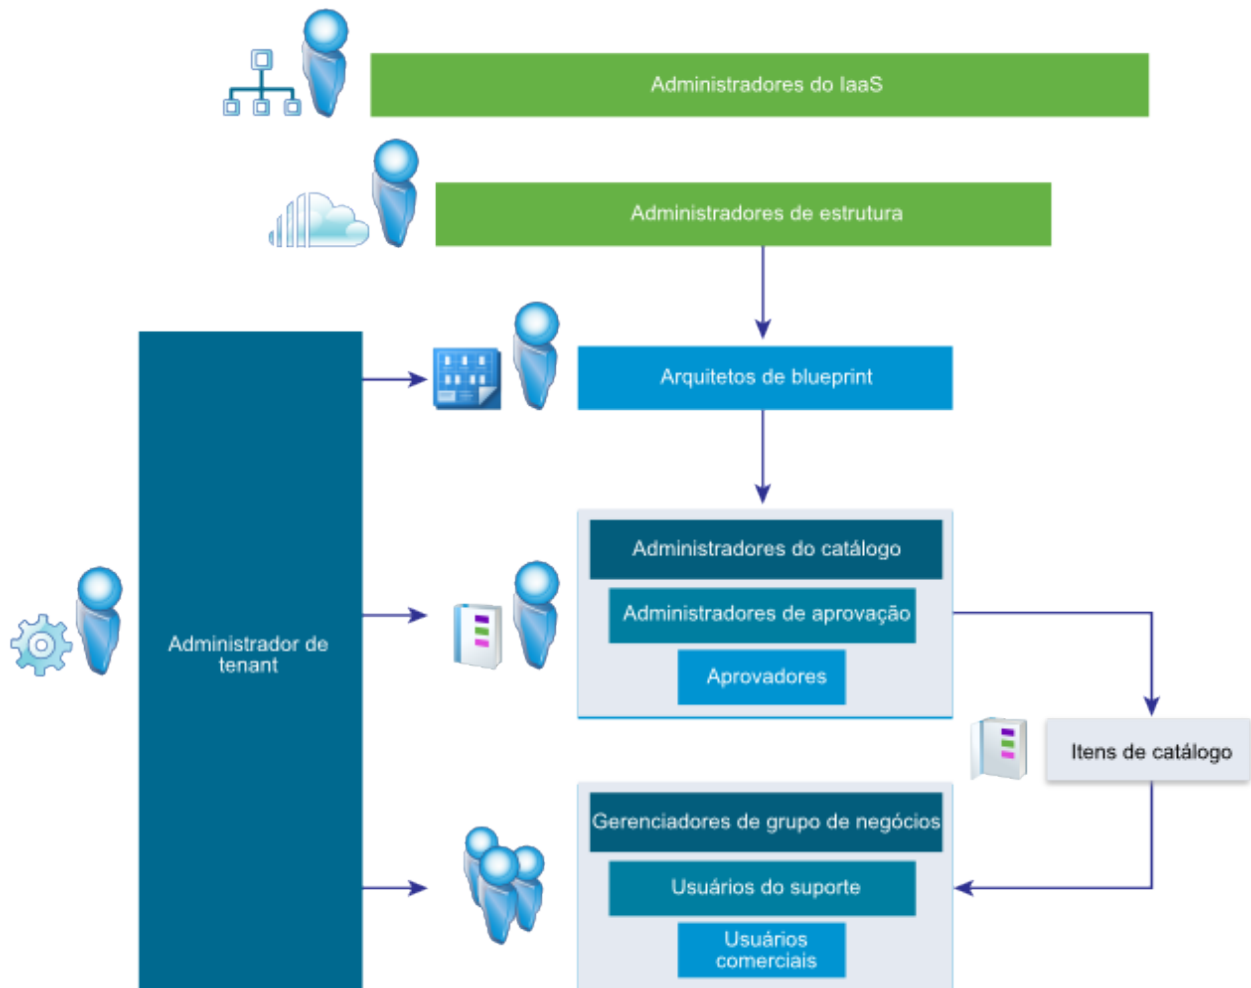 Administradores do IaaS
Administradores de estrutura
Arquitetos de blueprint
Administradores do catálogo
Administradores de aprovação
Aprovadores
Administrador de
tenant
Itens de catálogo
Gerenciadores de grupo de negócios
Usuários do suporte
Usuários
comerciais